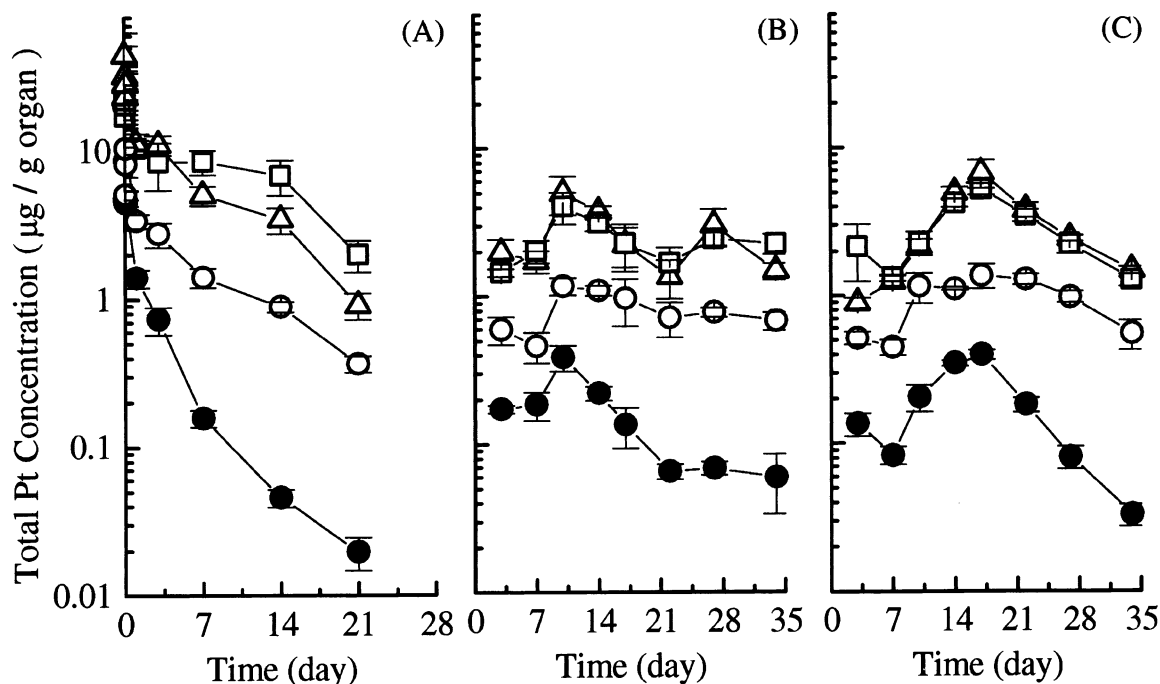 (A) (B) (C)
Total Pt Concentration ( µg / g organ)
10
1
0.1
0.01
0 7 14 21 28 0 7 14 21 28 35 0 7 14 21 28 35
Time (day) Time (day) Time (day)